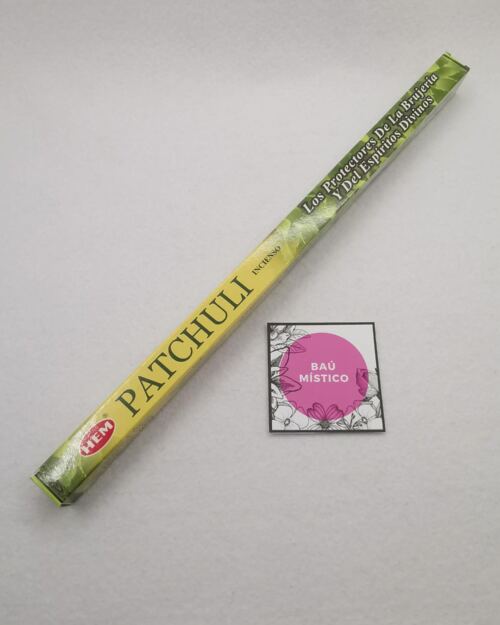 HEM
PATCHULI
INCIENSO
Los Protectores De La Brujeria
Y Del Espiritos Divinos
BAÚ
MÍSTICO